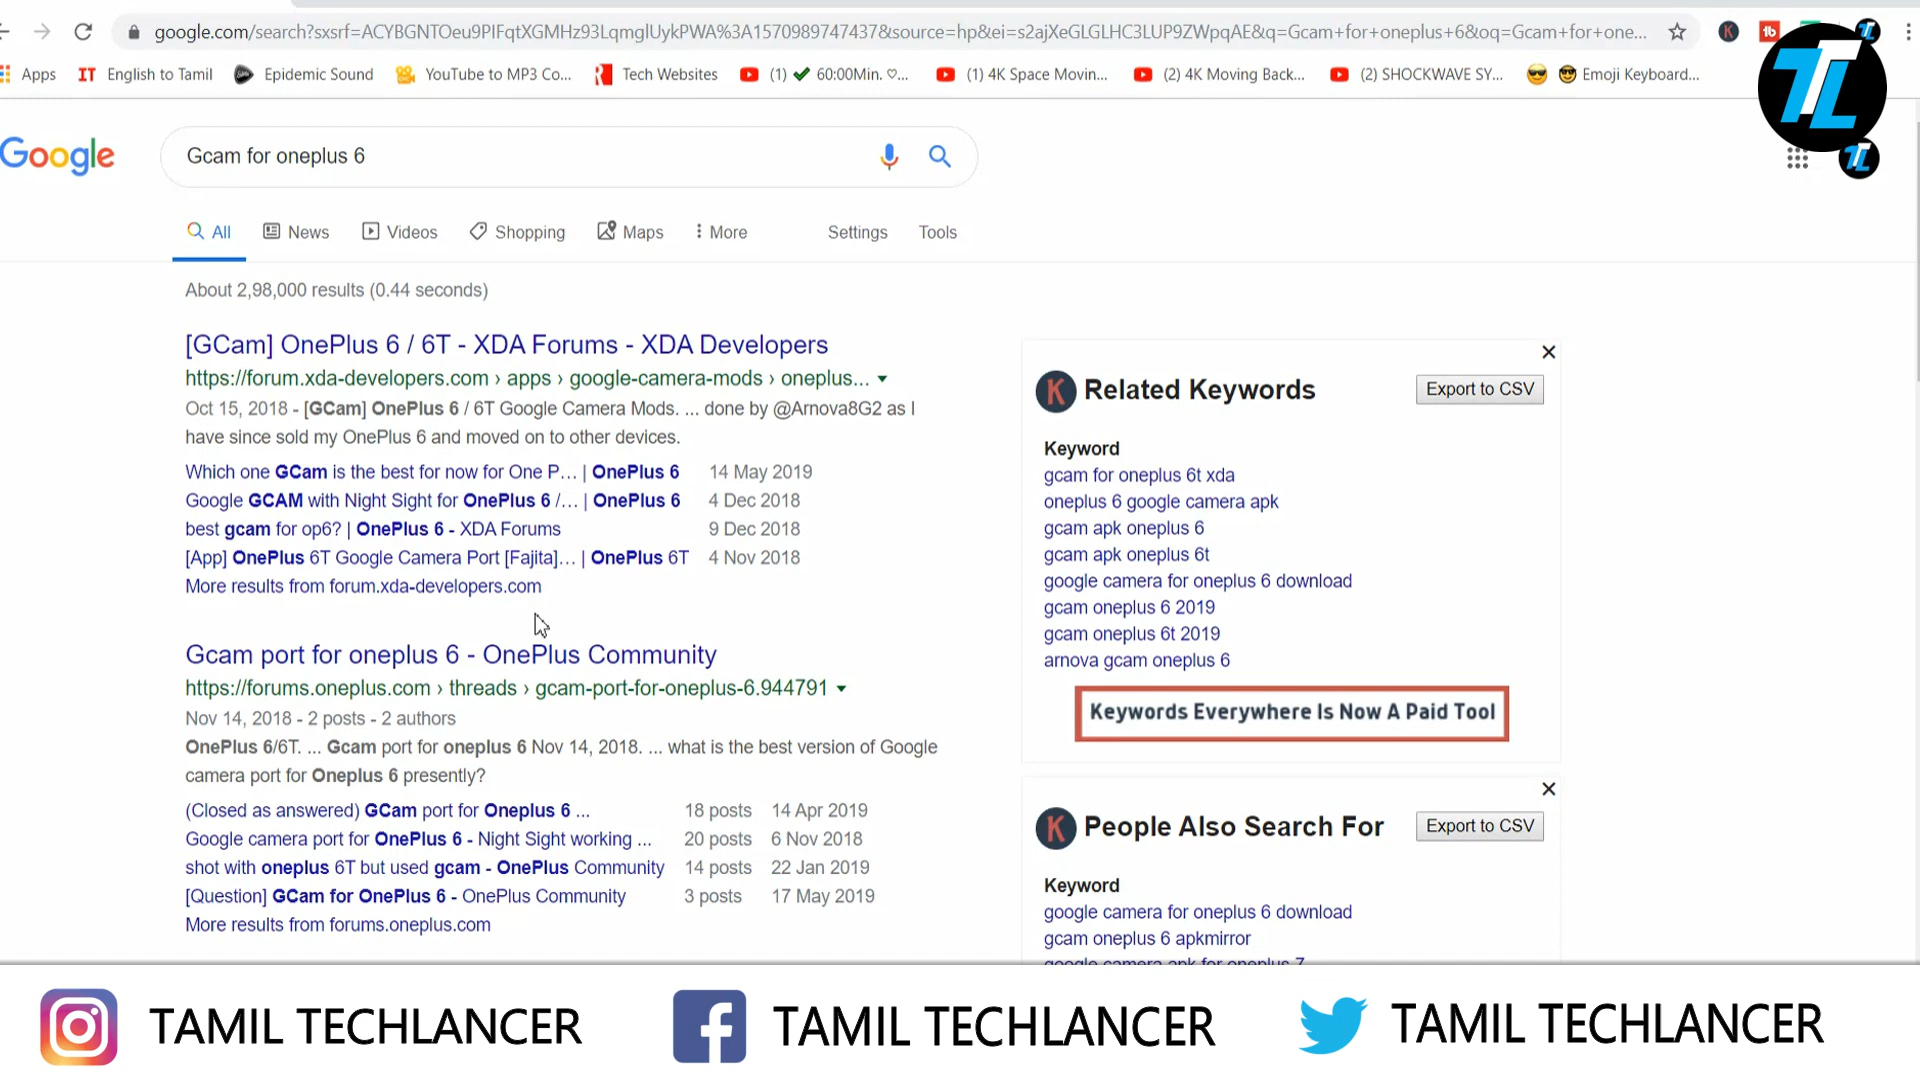 google.com/search?sxsrf=ACYBGNTOeu9PIFqtXGMHz93LqmglUykPWA%3A1570989747437&source=hp&ei=s2ajXeGLGLHC3LUP9ZWpqAE&q=Gcam+for+oneplus+6&oq=Gcam+for+one...
Apps IT English to Tamil Epidemic Sound YouTube to MP3 Co... Tech Websites (1) ✔ 60:00Min. ♡... (1) 4K Space Movin... (2) 4K Moving Back... (2) SHOCKWAVE SY... Emoji Keyboard...
TL
Google Gcam for oneplus 6
TL
All News Videos Shopping Maps More Settings Tools
About 2,98,000 results (0.44 seconds)
[GCam] OnePlus 6 / 6T - XDA Forums - XDA Developers
https://forum.xda-developers.com › apps › google-camera-mods › oneplus...
Oct 15, 2018 - [GCam] OnePlus 6 / 6T Google Camera Mods. ... done by @Arnova8G2 as I
have since sold my OnePlus 6 and moved on to other devices.
Which one GCam is the best for now for One P... | OnePlus 6 14 May 2019
Google GCAM with Night Sight for OnePlus 6 /... | OnePlus 6 4 Dec 2018
best gcam for op6? | OnePlus 6 - XDA Forums 9 Dec 2018
[App] OnePlus 6T Google Camera Port [Fajita]... | OnePlus 6T 4 Nov 2018
More results from forum.xda-developers.com
Gcam port for oneplus 6 - OnePlus Community
https://forums.oneplus.com › threads › gcam-port-for-oneplus-6.944791
Nov 14, 2018 - 2 posts - 2 authors
OnePlus 6/6T. ... Gcam port for oneplus 6 Nov 14, 2018. ... what is the best version of Google
camera port for Oneplus 6 presently?
(Closed as answered) GCam port for Oneplus 6 ... 18 posts 14 Apr 2019
Google camera port for OnePlus 6 - Night Sight working ... 20 posts 6 Nov 2018
shot with oneplus 6T but used gcam - OnePlus Community 14 posts 22 Jan 2019
[Question] GCam for OnePlus 6 - OnePlus Community 3 posts 17 May 2019
More results from forums.oneplus.com
K Related Keywords Export to CSV
Keyword
gcam for oneplus 6t xda
oneplus 6 google camera apk
gcam apk oneplus 6
gcam apk oneplus 6t
google camera for oneplus 6 download
gcam oneplus 6 2019
gcam oneplus 6t 2019
arnova gcam oneplus 6
Keywords Everywhere Is Now A Paid Tool
K People Also Search For Export to CSV
Keyword
google camera for oneplus 6 download
gcam oneplus 6 apkmirror
google camera apk for oneplus 7
TAMIL TECHLANCER TAMIL TECHLANCER TAMIL TECHLANCER